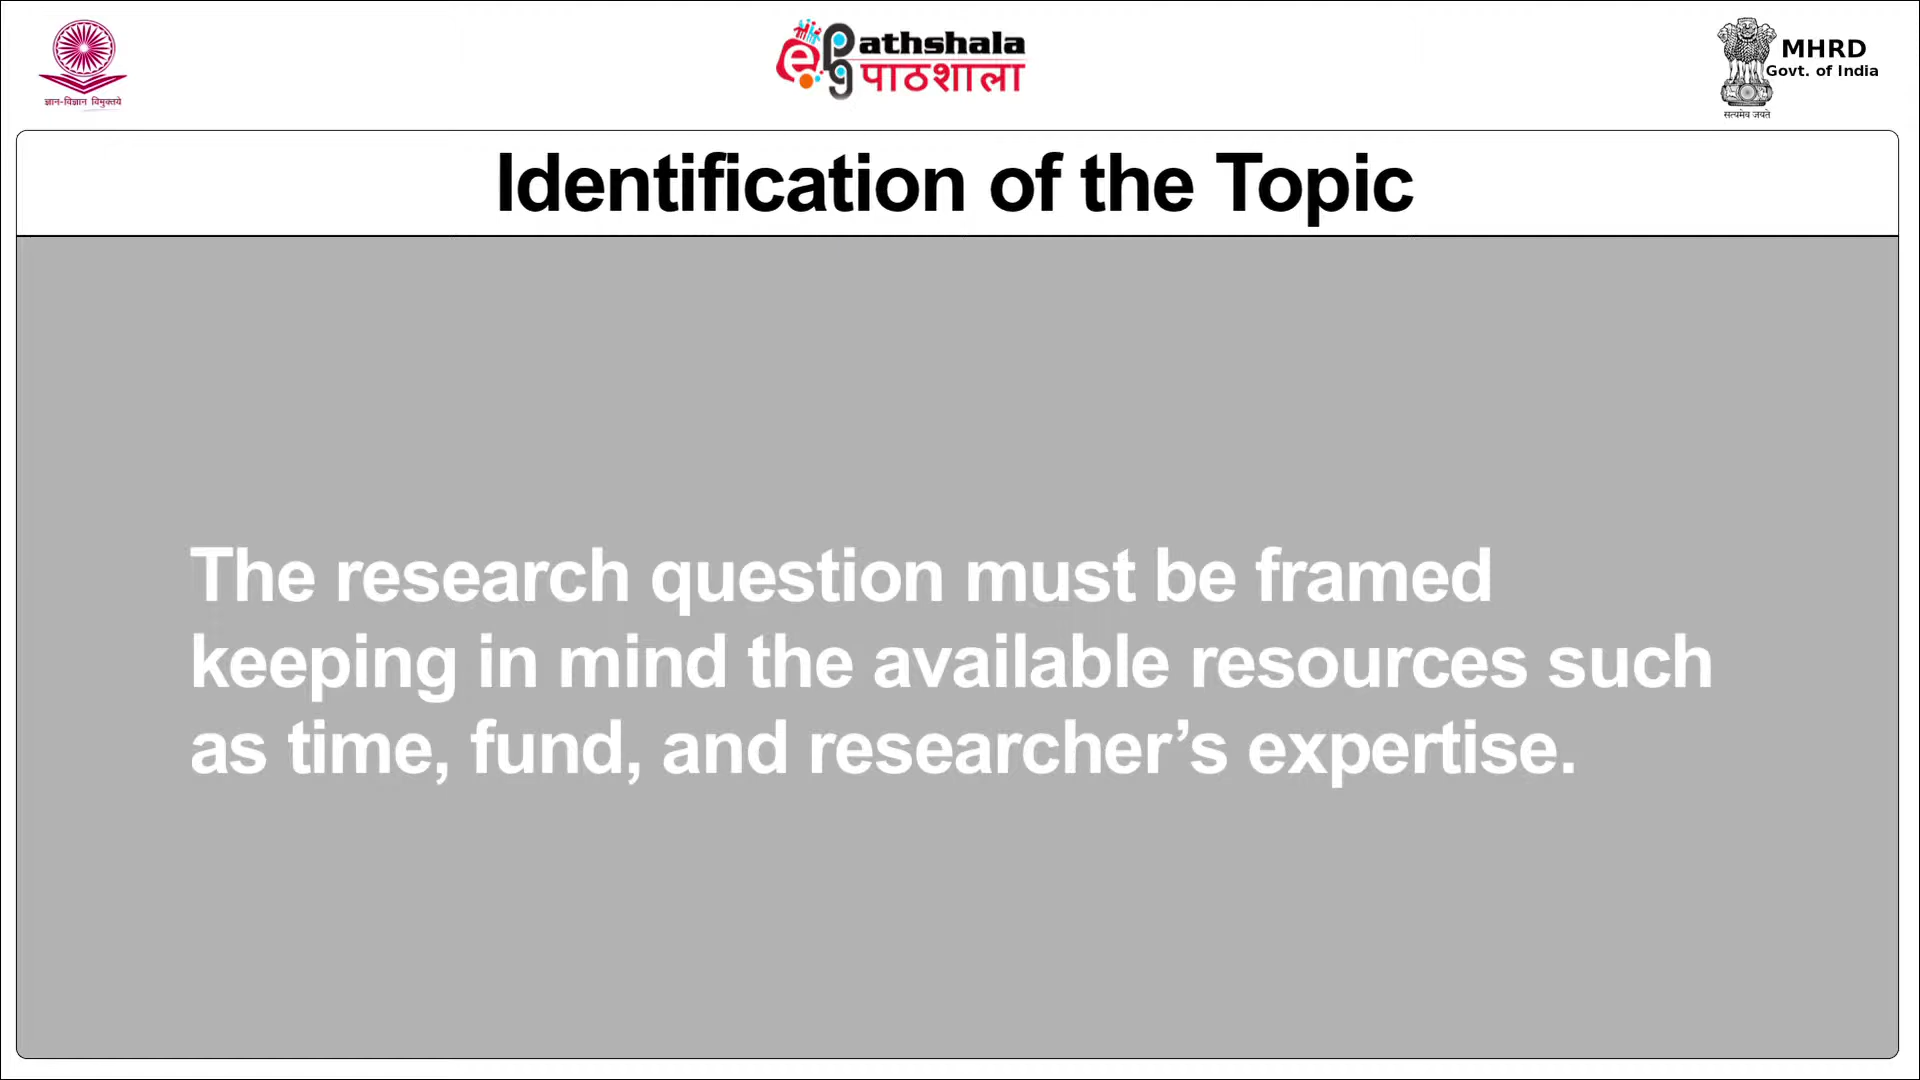 ज्ञान-विज्ञान विमुक्तये
epg athshala
पाठशाला
MHRD
Govt. of India
सत्यमेव जयते
Identification of the Topic
The research question must be framed
keeping in mind the available resources such
as time, fund, and researcher’s expertise.